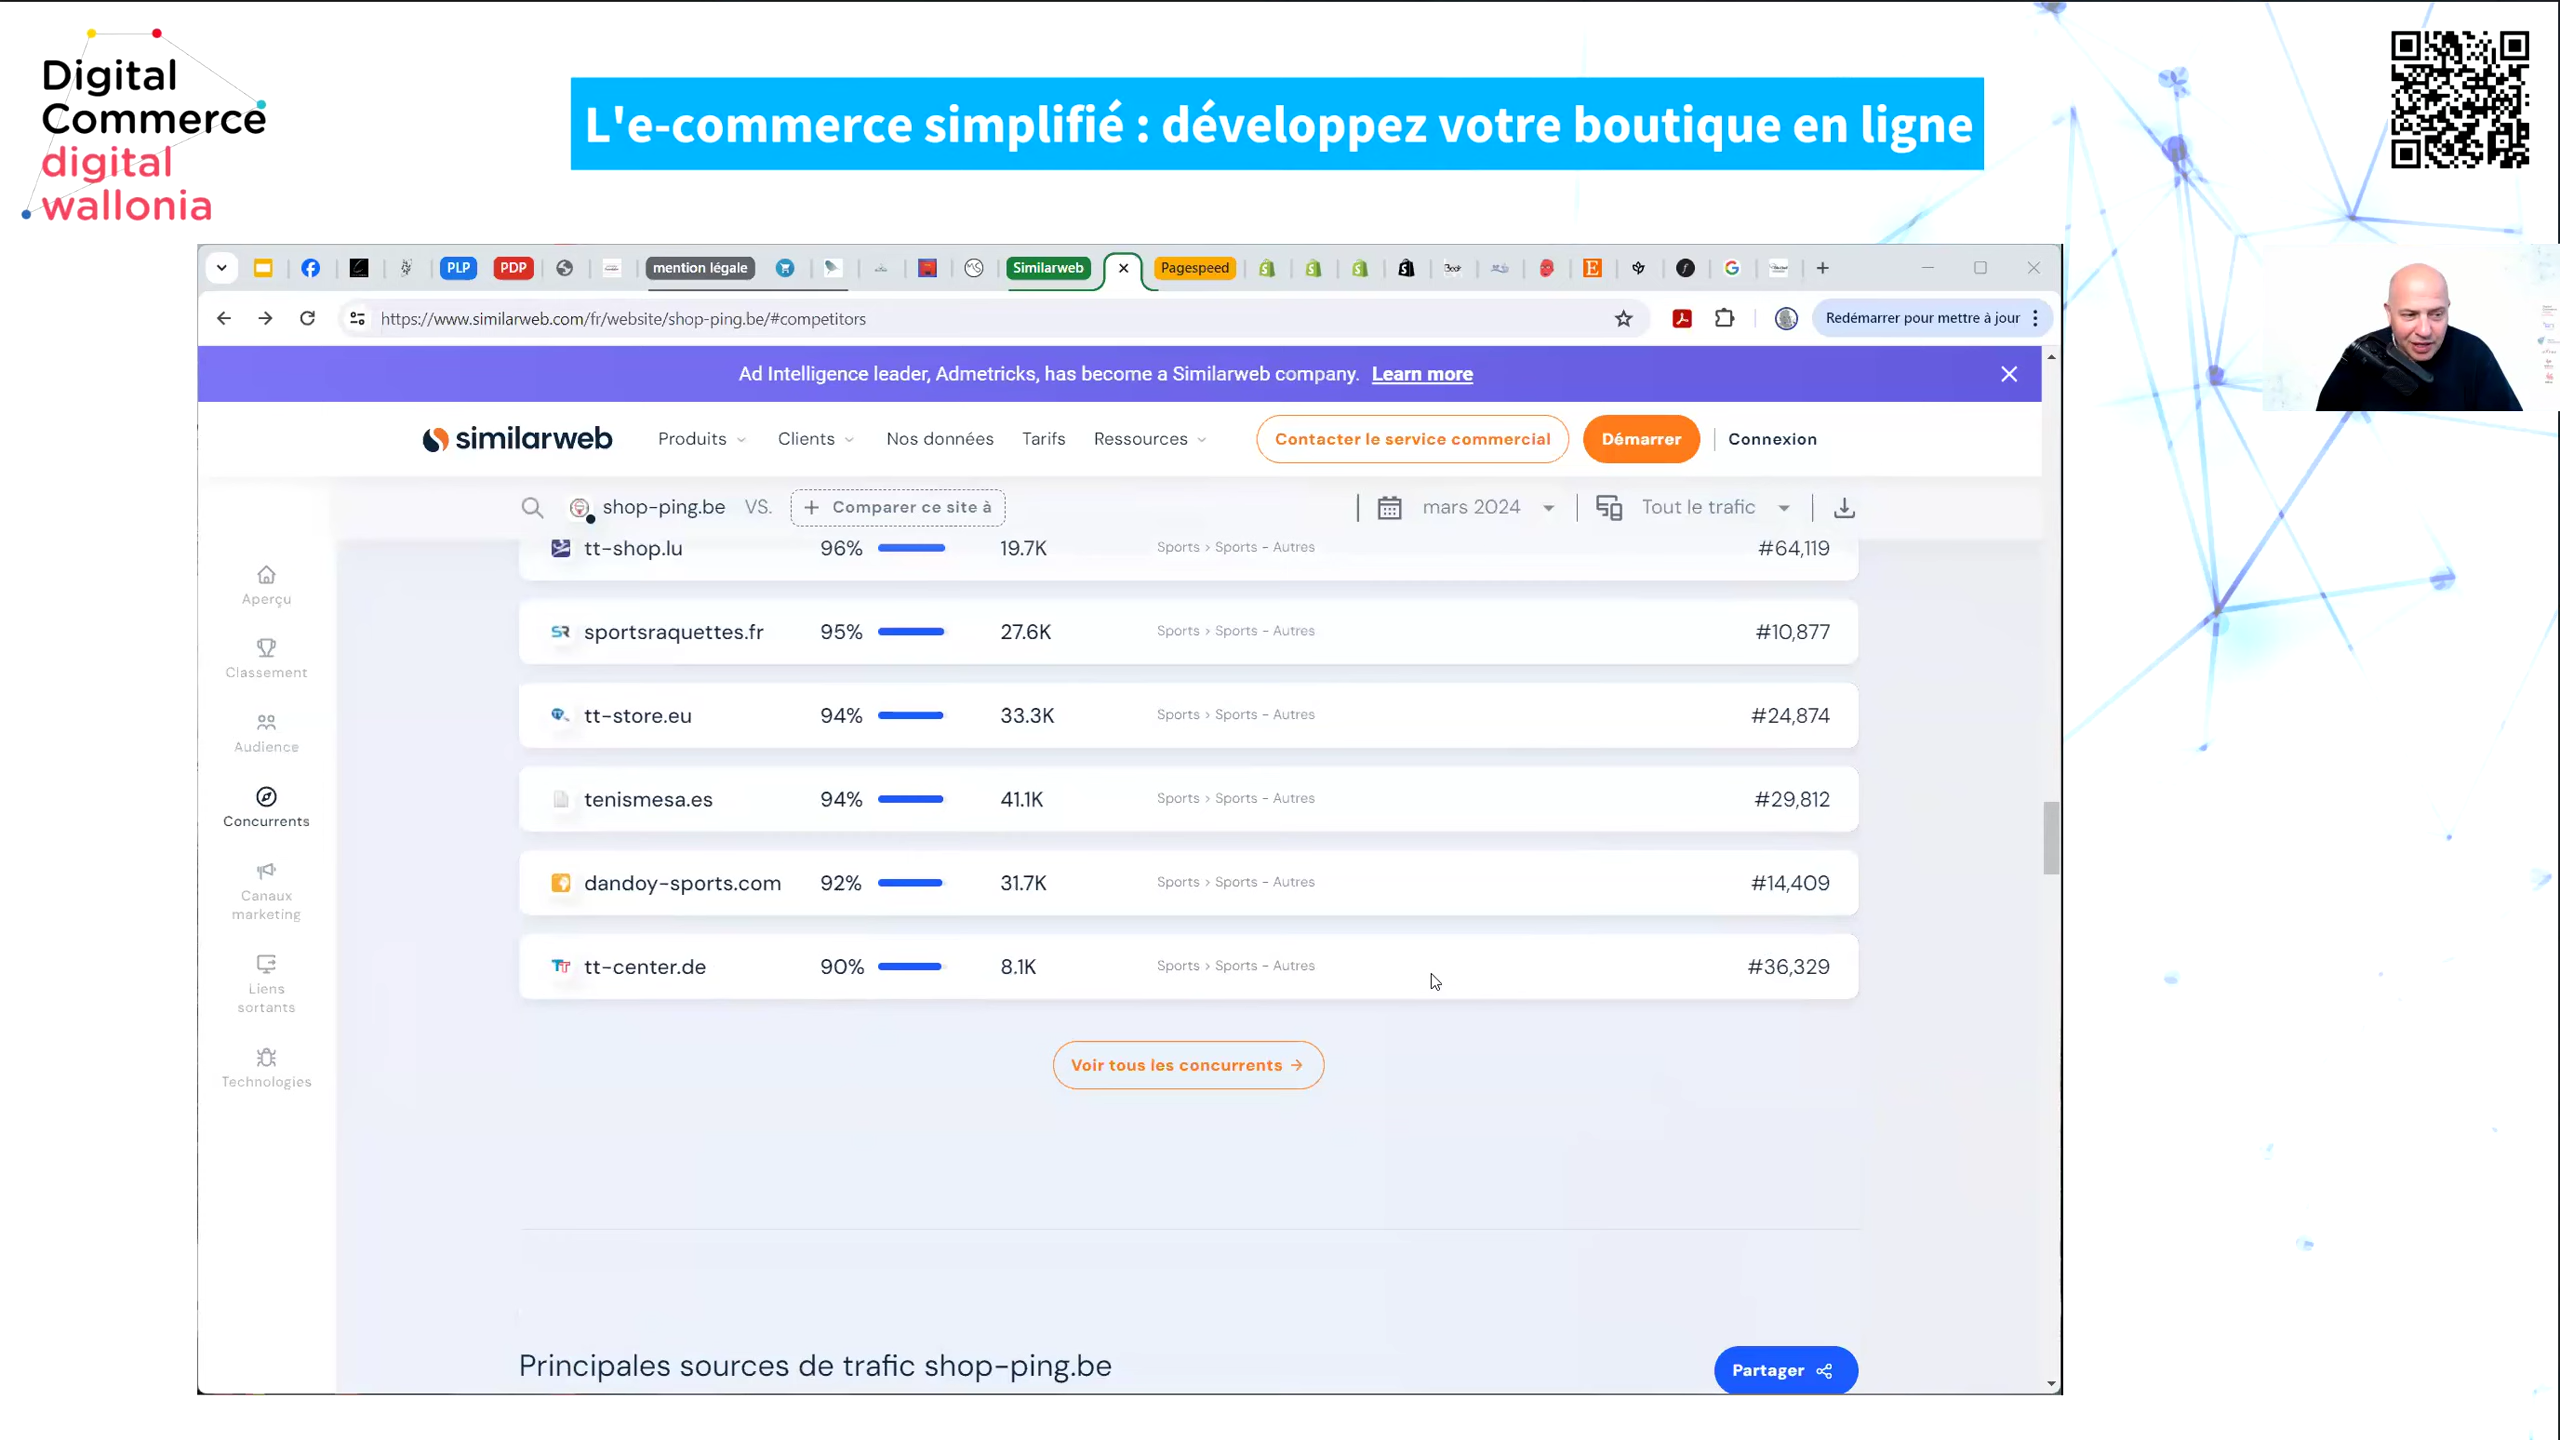 Digital
Commerce
digital
wallonia
L'e-commerce simplifié : développez votre boutique en ligne
PLP
PDP
mention légale
Similarweb
Pagespeed
https://www.similarweb.com/fr/website/shop-ping.be/#competitors
Redémarrer pour mettre à jour
Ad Intelligence leader, Admetricks, has become a Similarweb company. Learn more
similarweb
Produits
Clients
Nos données
Tarifs
Ressources
Contacter le service commercial
Démarrer
Connexion
shop-ping.be VS. + Comparer ce site à
mars 2024
Tout le trafic
Aperçu
Classement
Audience
Concurrents
Canaux
marketing
Liens
sortants
Technologies
tt-shop.lu 96% 19.7K Sports > Sports - Autres #64,119
sportsraquettes.fr 95% 27.6K Sports > Sports - Autres #10,877
tt-store.eu 94% 33.3K Sports > Sports - Autres #24,874
tenismesa.es 94% 41.1K Sports > Sports - Autres #29,812
dandoy-sports.com 92% 31.7K Sports > Sports - Autres #14,409
tt-center.de 90% 8.1K Sports > Sports - Autres #36,329
Voir tous les concurrents →
Principales sources de trafic shop-ping.be
Partager